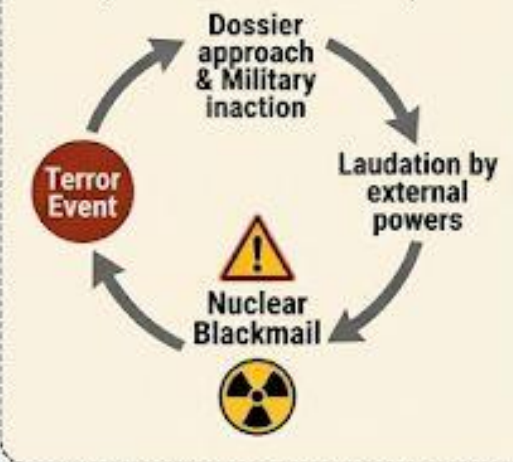 Dossier
approach
& Military
inaction
Laudation by
external
powers
Nuclear
Blackmail
Terror
Event